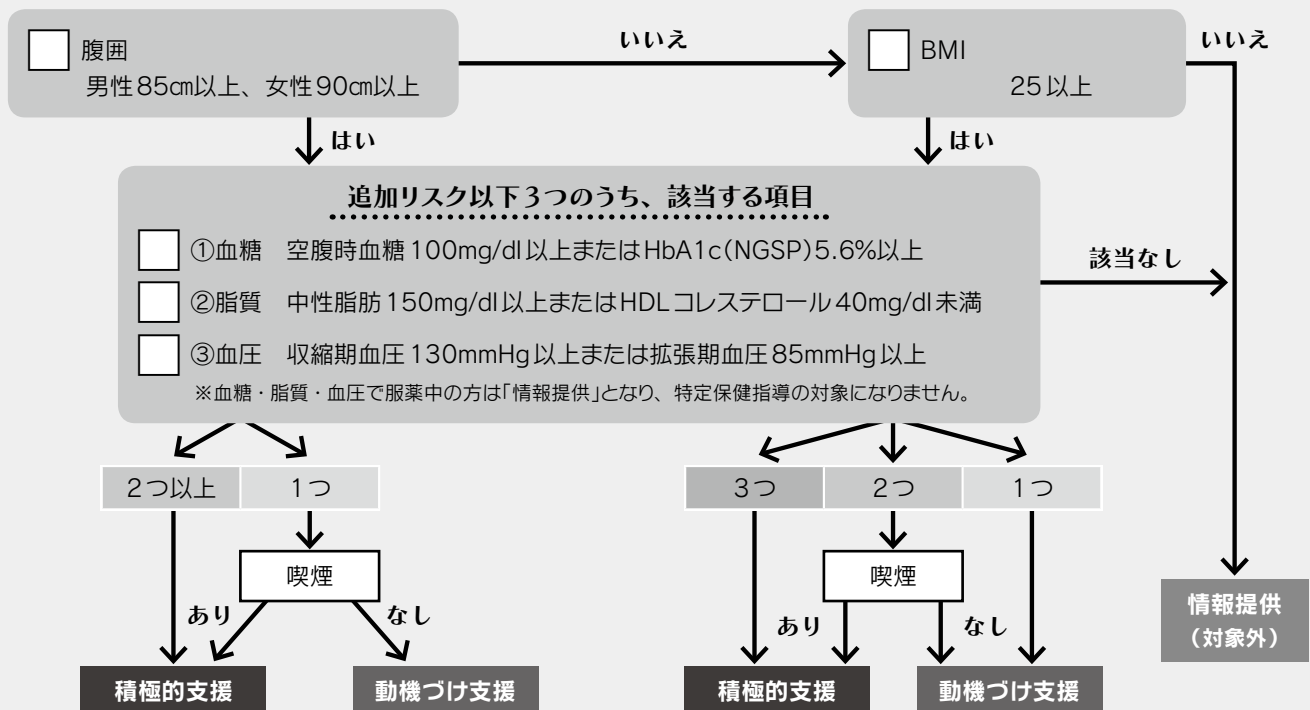 腹囲
男性85㎝以上、女性90㎝以上
いいえ
BMI
25以上
いいえ
はい
はい
追加リスク以下3つのうち、該当する項目
①血糖 空腹時血糖100mg/dl以上またはHbA1c(NGSP)5.6%以上
②脂質 中性脂肪150mg/dl以上またはHDLコレステロール40mg/dl未満
③血圧 収縮期血圧130mmHg以上または拡張期血圧85mmHg以上
※血糖・脂質・血圧で服薬中の方は「情報提供」となり、特定保健指導の対象になりません。
該当なし
2つ以上
1つ
3つ
2つ
1つ
喫煙
喫煙
あり
なし
あり
なし
情報提供
（対象外）
積極的支援
動機づけ支援
積極的支援
動機づけ支援